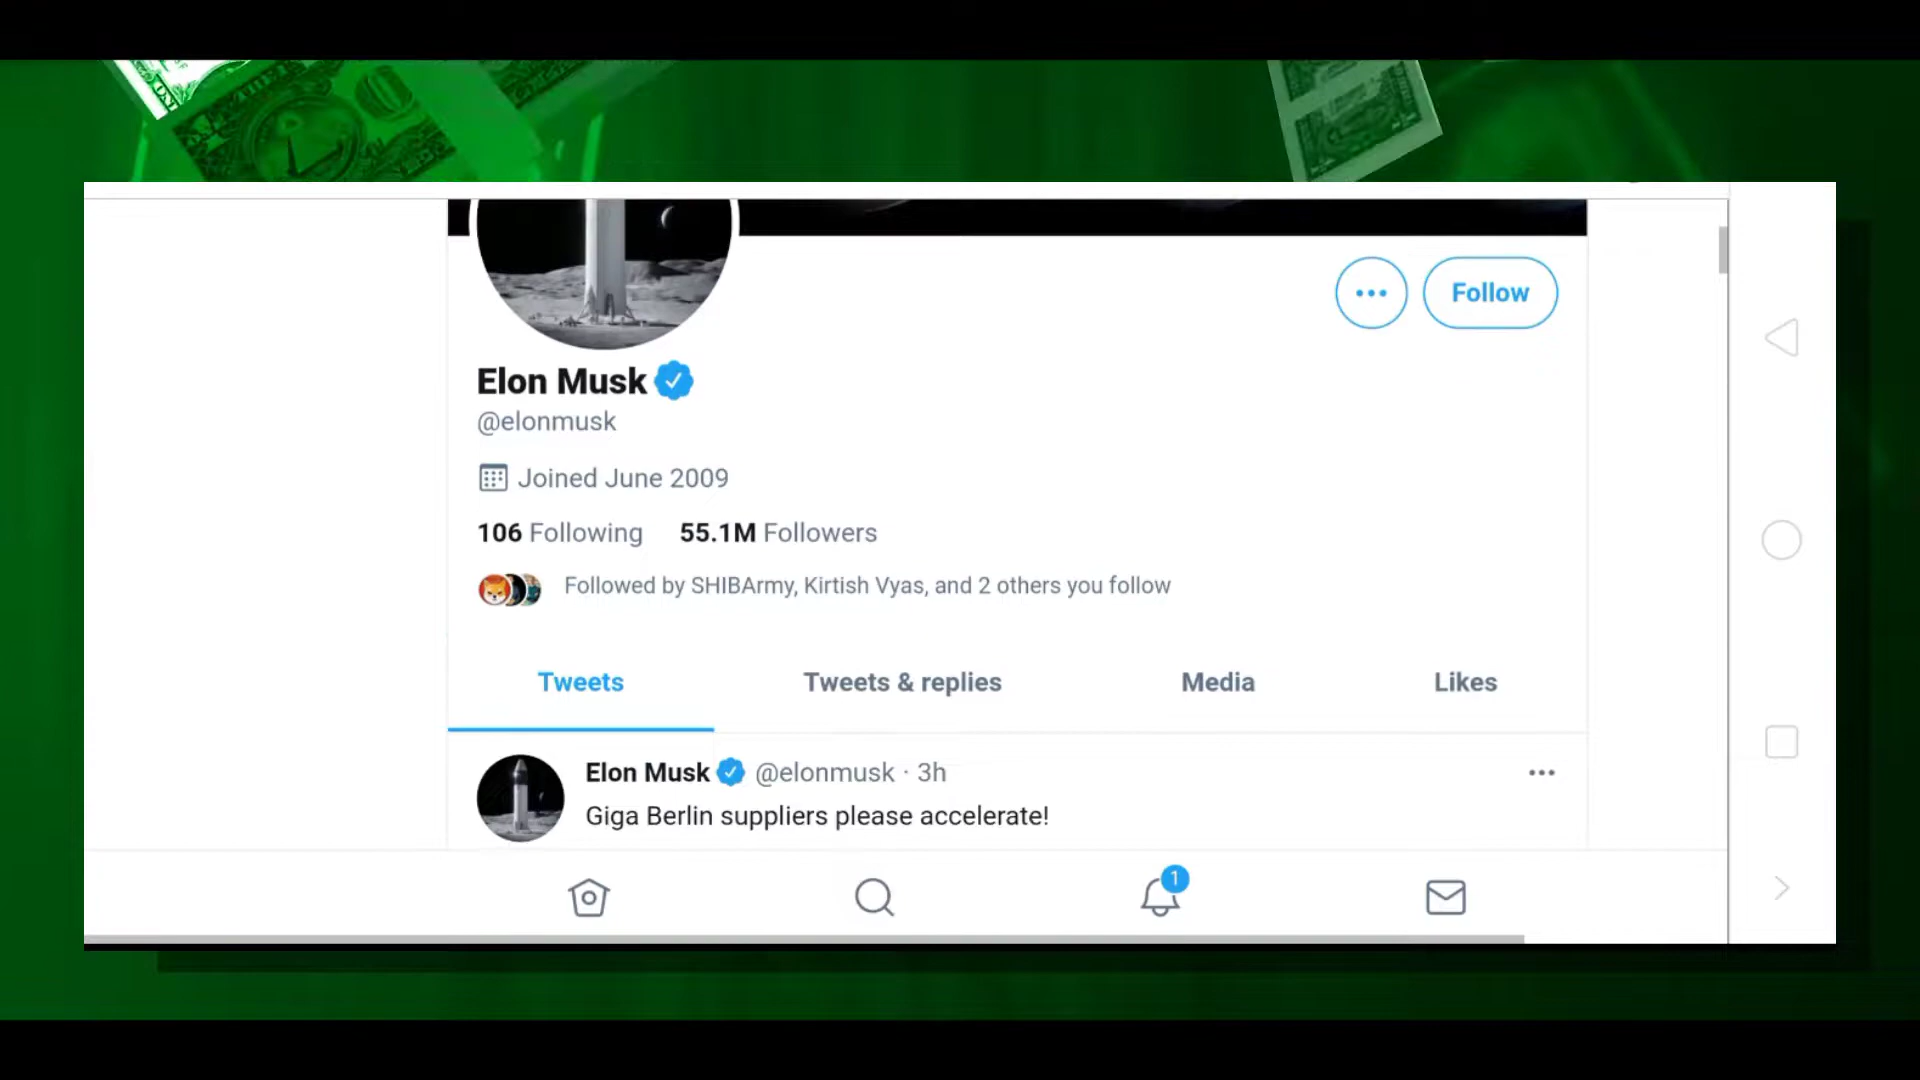 Follow
Elon Musk
@elonmusk
Joined June 2009
106 Following 55.1M Followers
Followed by SHIBArmy, Kirtish Vyas, and 2 others you follow
Tweets Tweets & replies Media Likes
Elon Musk @elonmusk · 3h
Giga Berlin suppliers please accelerate!
1